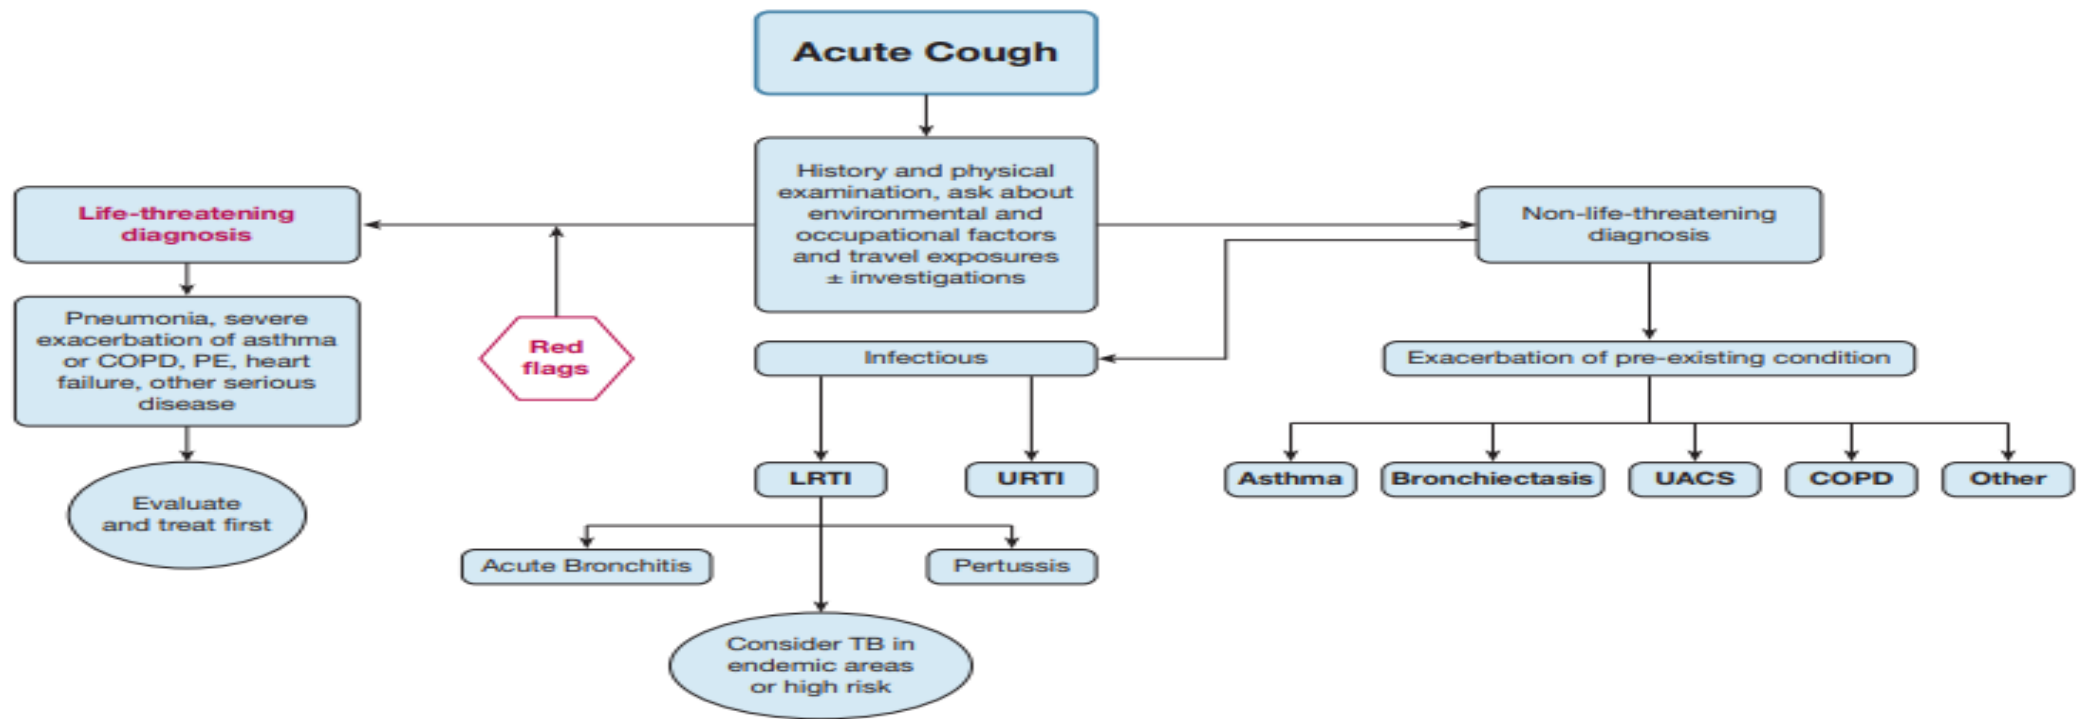 Acute Cough
History and physical
examination, ask about
environmental and
occupational factors
and travel exposures
± investigations
Life-threatening
diagnosis
Non-life-threatening
diagnosis
Pneumonia, severe
exacerbation of asthma
or COPD, PE, heart
failure, other serious
disease
Red
flags
Infectious
Exacerbation of pre-existing condition
Evaluate
and treat first
LRTI
URTI
Asthma
Bronchiectasis
UACS
COPD
Other
Acute Bronchitis
Pertussis
Consider TB in
endemic areas
or high risk